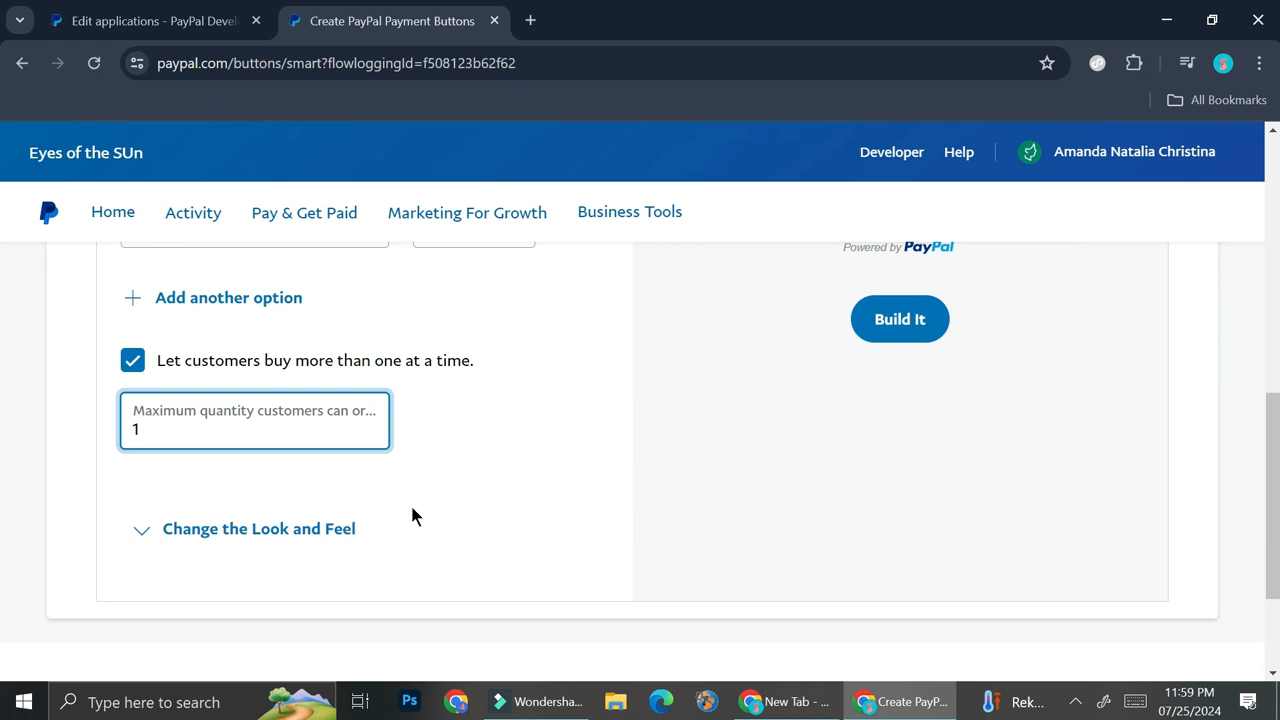 Edit applications - PayPal Devel
Create PayPal Payment Buttons
paypal.com/buttons/smart?flowloggingId=f508123b62f62
All Bookmarks
Eyes of the SUn
Developer
Help
Amanda Natalia Christina
Home
Activity
Pay & Get Paid
Marketing For Growth
Business Tools
Powered by PayPal
Add another option
Build It
Let customers buy more than one at a time.
Maximum quantity customers can or...
1
Change the Look and Feel
Type here to search
Ps
Wondersha...
New Tab - ...
Create PayP...
Rek...
11:59 PM
07/25/2024